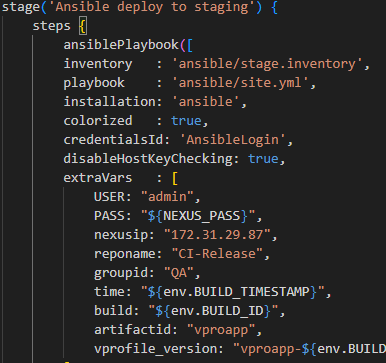 stage('Ansible deploy to staging') {
steps {
ansiblePlaybook([
inventory   : 'ansible/stage.inventory',
playbook    : 'ansible/site.yml',
installation: 'ansible',
colorized   : true,
credentialsId: 'AnsibleLogin',
disableHostKeyChecking: true,
extraVars   : [
USER: "admin",
PASS: "${NEXUS_PASS}",
nexusip: "172.31.29.87",
reponame: "CI-Release",
groupid: "QA",
time: "${env.BUILD_TIMESTAMP}",
build: "${env.BUILD_ID}",
artifactid: "vproapp",
vprofile_version: "vproapp-${env.BUILD